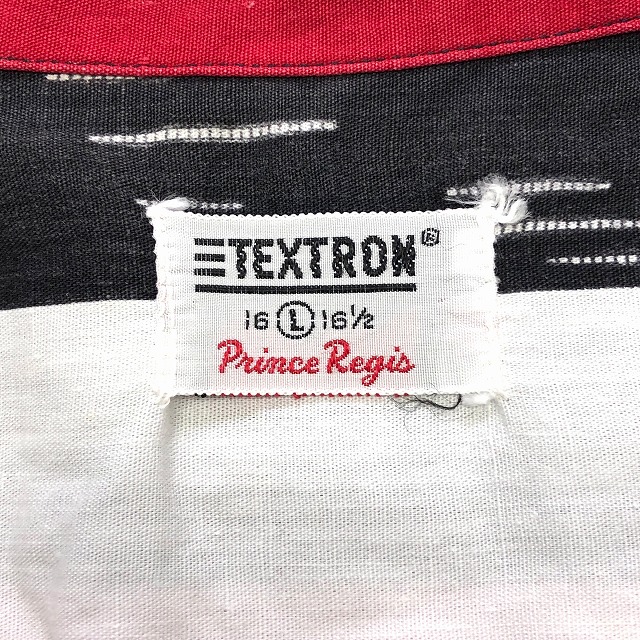 TEXTRON®
16 L 16½
Prince Regis